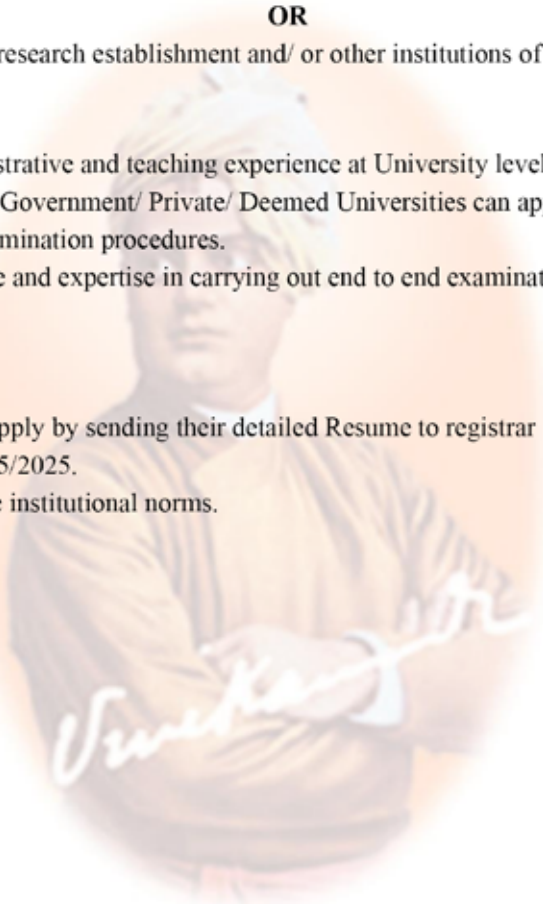 OR
research establishment and/ or other institutions of
strative and teaching experience at University level
Government/ Private/ Deemed Universities can ap
mination procedures.
e and expertise in carrying out end to end examinat
pply by sending their detailed Resume to registrar
5/2025.
e institutional norms.